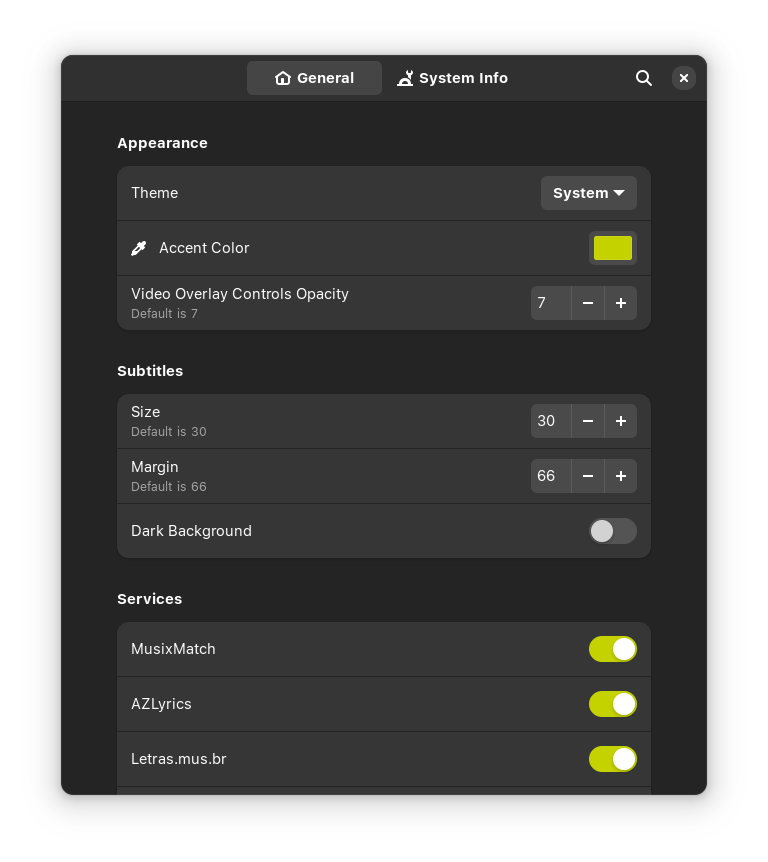 General
System Info
Appearance
Theme
System
Accent Color
Video Overlay Controls Opacity
Default is 7
7
Subtitles
Size
Default is 30
30
Margin
Default is 66
66
Dark Background
Services
MusixMatch
AZLyrics
Letras.mus.br